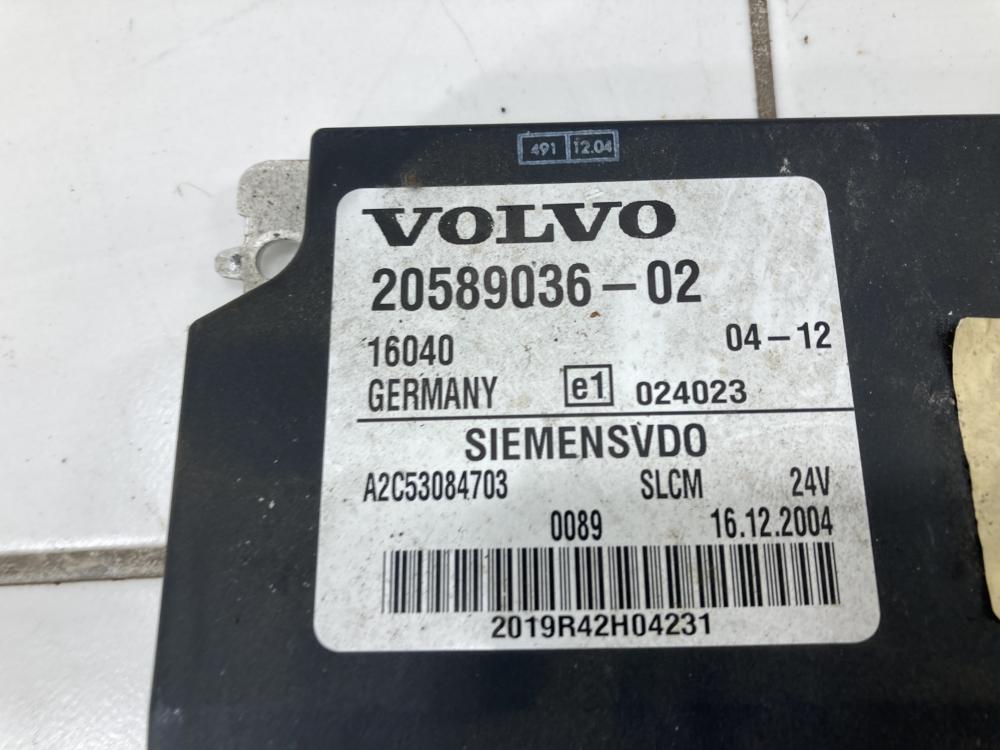 491 12.04
VOLVO
20589036-02
16040 04-12
GERMANY e1 024023
SIEMENSVDO
A2C53084703 SLCM 24V
0089 16.12.2004
2019R42H04231